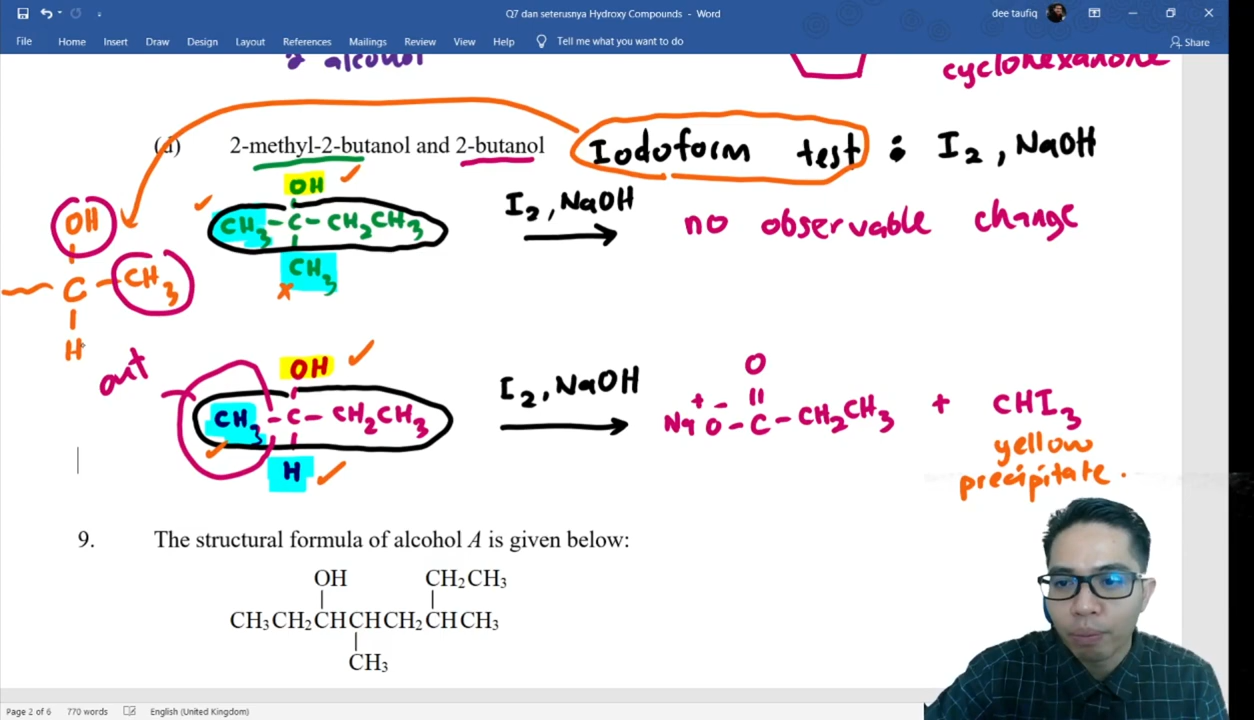 Q7 dan seterusnya Hydroxy Compounds - Word
dee taufiq
File Home Insert Draw Design Layout References Mailings Review View Help Tell me what you want to do Share
2° alcohol
cyclohexanone
(d) 2-methyl-2-butanol and 2-butanol
Iodoform test : I2, NaOH
OH
CH3-C-CH2CH3
CH3
I2, NaOH
no observable change
OH
C-CH3
H
out
OH
CH3-C-CH2CH3
H
I2, NaOH
O
Na+ -O-C-CH2CH3 + CHI3
yellow
precipitate.
9. The structural formula of alcohol A is given below:
OH CH2CH3
CH3CH2CHCHCH2CHCH3
CH3
Page 2 of 6 770 words English (United Kingdom)